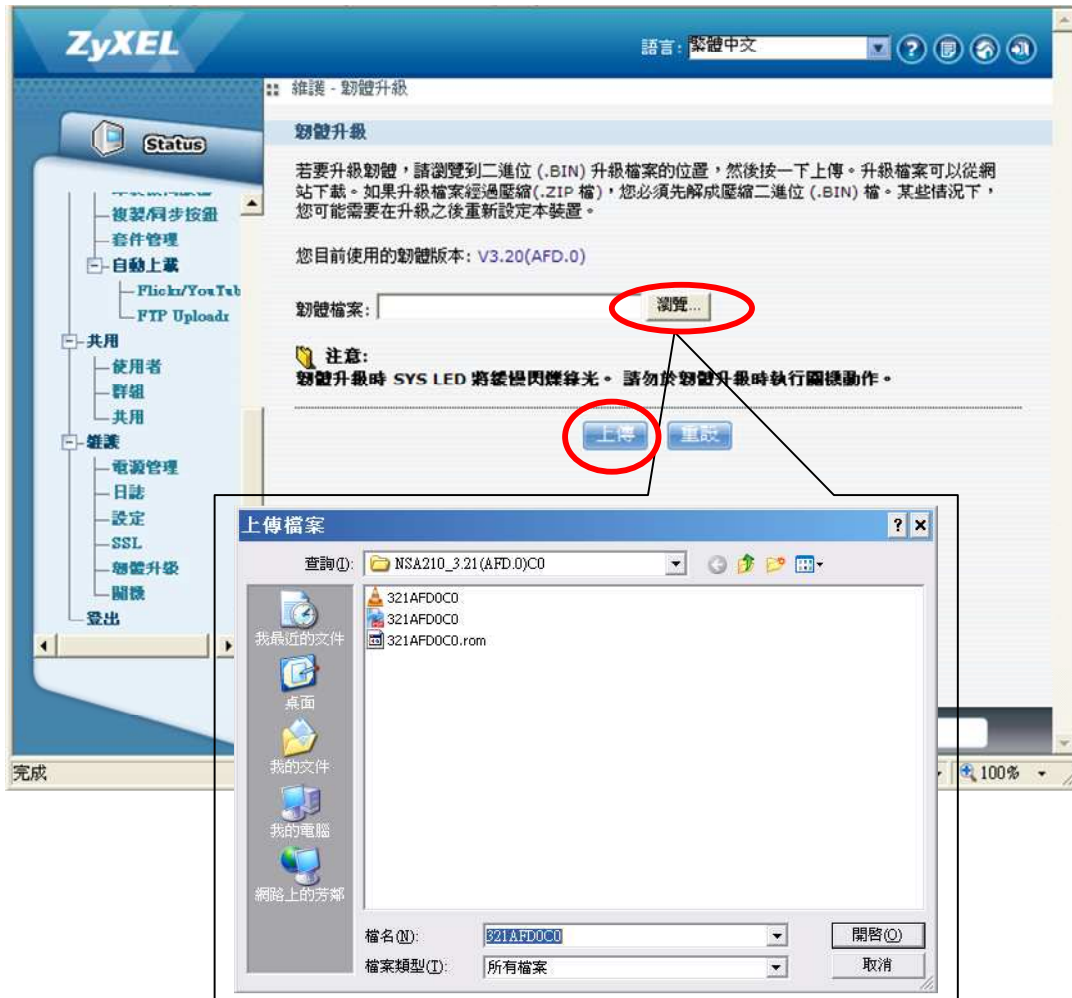 ZyXEL
語言: 繁體中文
維護 - 韌體升級
Status
韌體升級
若要升級韌體，請瀏覽到二進位 (.BIN) 升級檔案的位置，然後按一下上傳。升級檔案可以從網
站下載。如果升級檔案經過壓縮(.ZIP 檔)，您必須先解成壓縮二進位 (.BIN) 檔。某些情況下，
您可能需要在升級之後重新設定本裝置。
您目前使用的韌體版本: V3.20(AFD.0)
韌體檔案:
瀏覽...
注意:
韌體升級時 SYS LED 將緩慢閃爍綠光。 請勿於韌體升級時執行關機動作。
上傳
重設
複製/同步按鈕
套件管理
自動上載
Flickr/YouTub
FTP Uploadr
共用
使用者
群組
共用
維護
電源管理
日誌
設定
SSL
韌體升級
關機
登出
完成
100%
上傳檔案
查詢(I):
NSA210_3.21(AFD.0)C0
321AFD0C0
321AFD0C0
321AFD0C0.rom
我最近的文件
桌面
我的文件
我的電腦
網路上的芳鄰
檔名(N):
321AFD0C0
開啓(O)
檔案類型(T):
所有檔案
取消